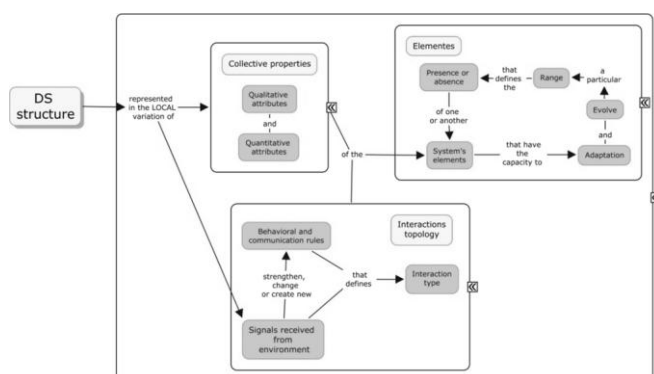 DS
structure
represented
in the LOCAL
variation of
Collective properties
Qualitative
attributes
and
Quantitative
attributes
of the
Elementes
Presence or
absence
that
defines
the
Range
a
particular
Evolve
and
Adaptation
that have
the
capacity to
System's
elements
of one
or another
Interactions
topology
Behavioral and
communication rules
strengthen,
change
or create new
that
defines
Interaction
type
Signals received
from
environment